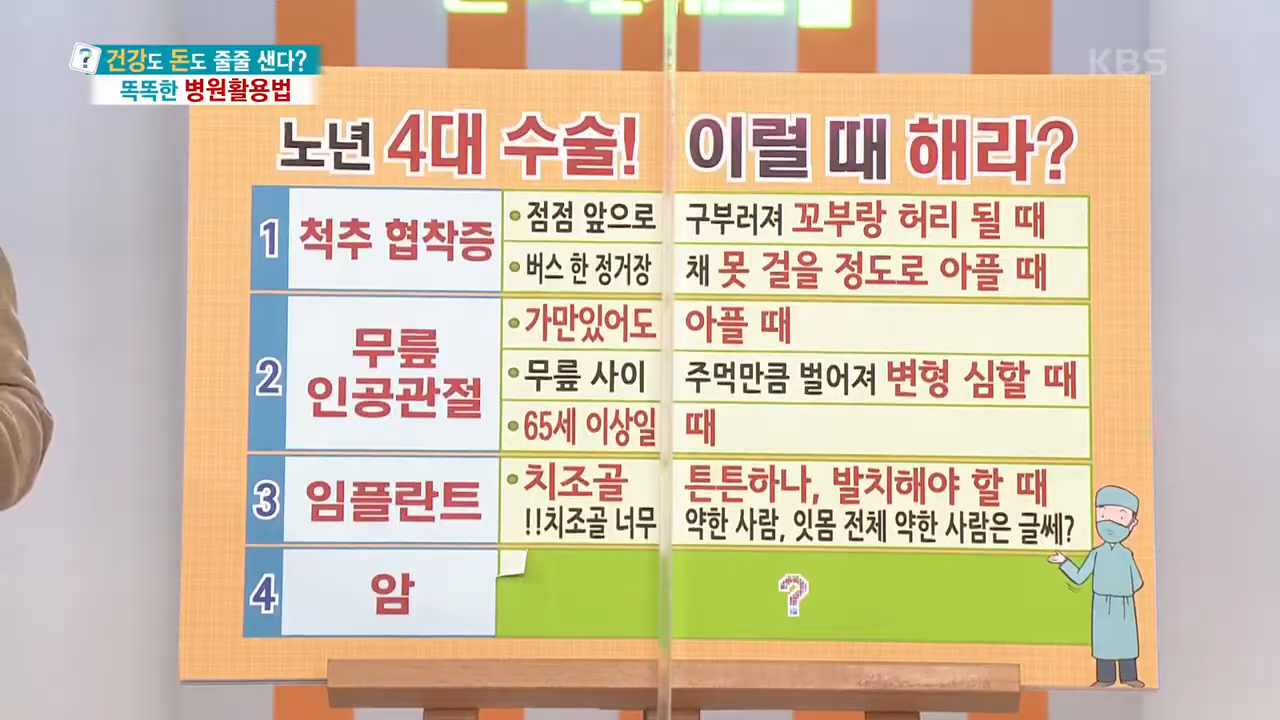 건강도 돈도 줄줄 샌다?
똑똑한 병원활용법
KBS
노년 4대 수술! 이럴 때 해라?
1 척추 협착증
• 점점 앞으로 구부러져 꼬부랑 허리 될 때
• 버스 한 정거장 채 못 걸을 정도로 아플 때
2 무릎
인공관절
• 가만있어도 아플 때
• 무릎 사이 주먹만큼 벌어져 변형 심할 때
• 65세 이상일 때
3 임플란트
• 치조골 튼튼하나, 발치해야 할 때
!!치조골 너무 약한 사람, 잇몸 전체 약한 사람은 글쎄?
4 암
?